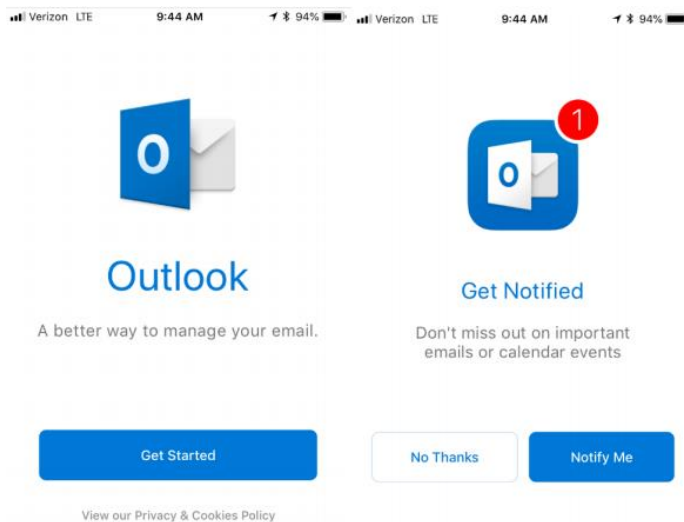 Verizon LTE 9:44 AM 94%
O
Outlook
A better way to manage your email.
Get Started
View our Privacy & Cookies Policy
Verizon LTE 9:44 AM 94%
1
O
Get Notified
Don't miss out on important
emails or calendar events
No Thanks Notify Me